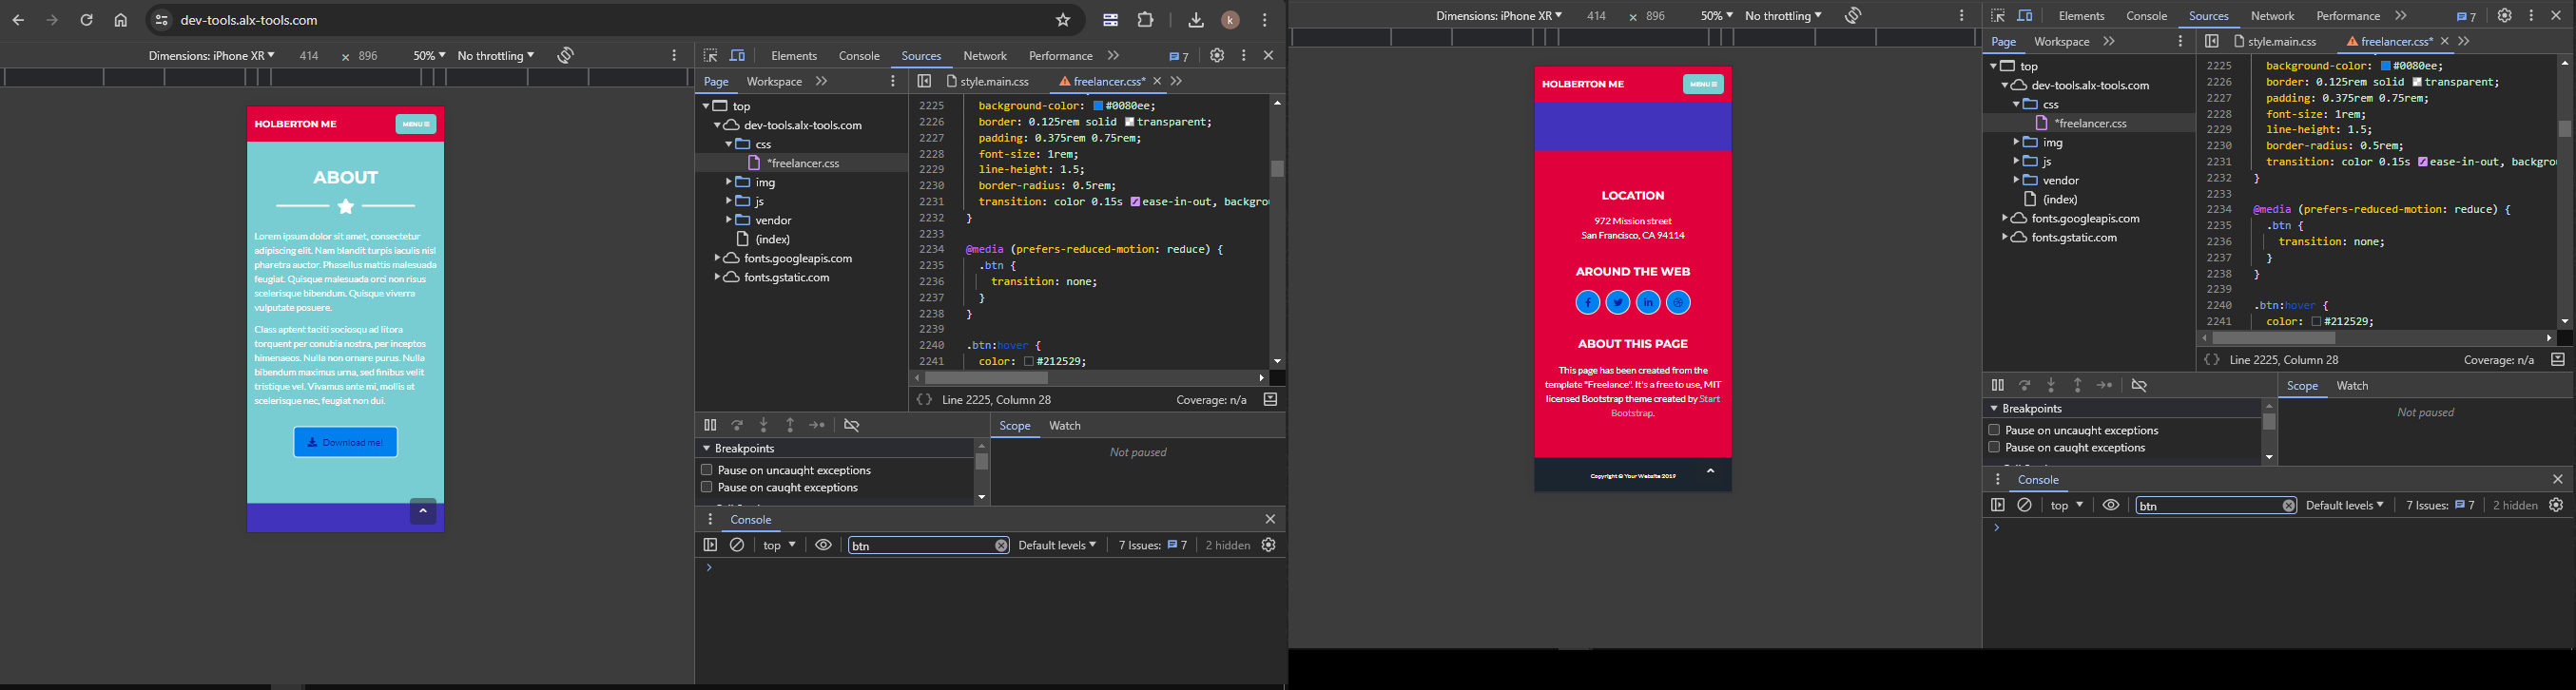 dev-tools.alx-tools.com
k
Dimensions: iPhone XR 414 × 896 50% No throttling
Elements Console Sources Network Performance 7
Page Workspace
style.main.css freelancer.css*
top
dev-tools.alx-tools.com
css
*freelancer.css
img
js
vendor
(index)
fonts.googleapis.com
fonts.gstatic.com
2225 background-color: #0080ee;
2226 border: 0.125rem solid transparent;
2227 padding: 0.375rem 0.75rem;
2228 font-size: 1rem;
2229 line-height: 1.5;
2230 border-radius: 0.5rem;
2231 transition: color 0.15s ease-in-out, backgrou
2232 }
2233
2234 @media (prefers-reduced-motion: reduce) {
2235 .btn {
2236 transition: none;
2237 }
2238 }
2239
2240 .btn:hover {
2241 color: #212529;
{} Line 2225, Column 28 Coverage: n/a
Scope Watch
Breakpoints
Not paused
Pause on uncaught exceptions
Pause on caught exceptions
Console
top btn Default levels 7 Issues: 7 2 hidden
HOLBERTON ME MENU
ABOUT
Lorem ipsum dolor sit amet, consectetur
adipiscing elit. Nam blandit turpis iaculis nisl
pharetra auctor. Phasellus mattis malesuada
feugiat. Quisque malesuada orci non risus
scelerisque bibendum. Quisque viverra
vulputate posuere.
Class aptent taciti sociosqu ad litora
torquent per conubia nostra, per inceptos
himenaeos. Nulla non ornare purus. Nulla
bibendum maximus urna, sed finibus velit
tristique vel. Vivamus ante mi, mollis at
scelerisque nec, feugiat non dui.
Download me!
Dimensions: iPhone XR 414 × 896 50% No throttling
Elements Console Sources Network Performance 7
Page Workspace
style.main.css freelancer.css*
top
dev-tools.alx-tools.com
css
*freelancer.css
img
js
vendor
(index)
fonts.googleapis.com
fonts.gstatic.com
2225 background-color: #0080ee;
2226 border: 0.125rem solid transparent;
2227 padding: 0.375rem 0.75rem;
2228 font-size: 1rem;
2229 line-height: 1.5;
2230 border-radius: 0.5rem;
2231 transition: color 0.15s ease-in-out, backgrou
2232 }
2233
2234 @media (prefers-reduced-motion: reduce) {
2235 .btn {
2236 transition: none;
2237 }
2238 }
2239
2240 .btn:hover {
2241 color: #212529;
{} Line 2225, Column 28 Coverage: n/a
Scope Watch
Breakpoints
Not paused
Pause on uncaught exceptions
Pause on caught exceptions
Console
top btn Default levels 7 Issues: 7 2 hidden
HOLBERTON ME MENU
LOCATION
972 Mission street
San Francisco, CA 94114
AROUND THE WEB
ABOUT THIS PAGE
This page has been created from the
template "Freelance". It's a free to use, MIT
licensed Bootstrap theme created by Start
Bootstrap.
Copyright © Your Website 2019